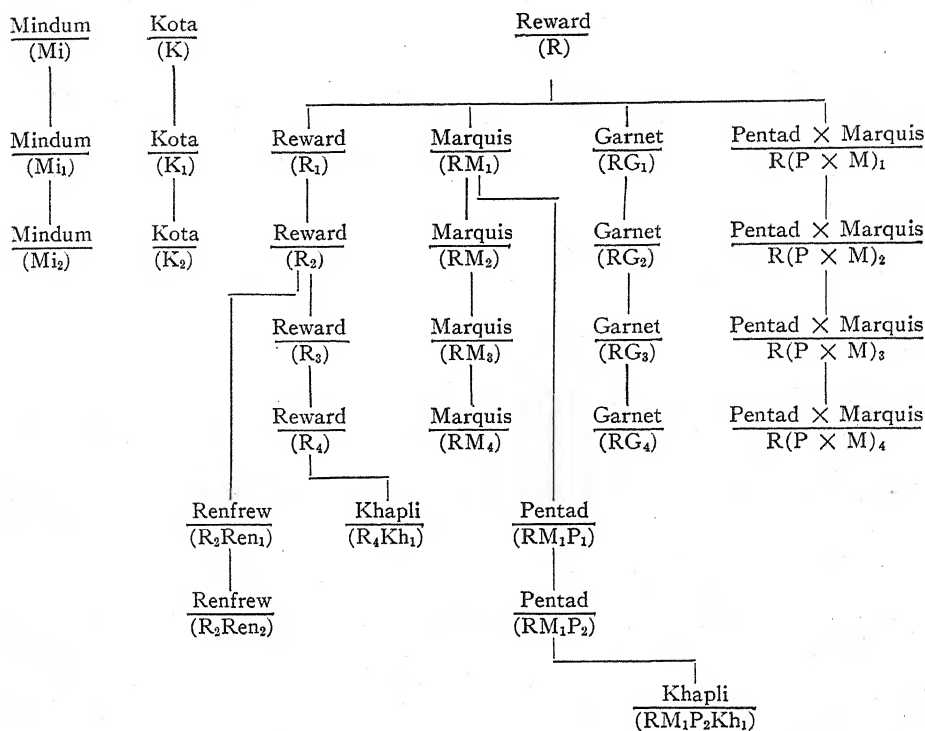 Mindum Kota Reward
(Mi) (K) (R)
Mindum Kota Reward Marquis Garnet Pentad × Marquis
(Mi₁) (K₁) (R₁) (RM₁) (RG₁) R(P × M)₁
Mindum Kota Reward Marquis Garnet Pentad × Marquis
(Mi₂) (K₂) (R₂) (RM₂) (RG₂) R(P × M)₂
Reward Marquis Garnet Pentad × Marquis
(R₃) (RM₃) (RG₃) R(P × M)₃
Reward Marquis Garnet Pentad × Marquis
(R₄) (RM₄) (RG₄) R(P × M)₄
Renfrew Khapli Pentad
(R₂Ren₁) (R₄Kh₁) (RM₁P₁)
Renfrew Pentad
(R₂Ren₂) (RM₁P₂)
Khapli
(RM₁P₂Kh₁)